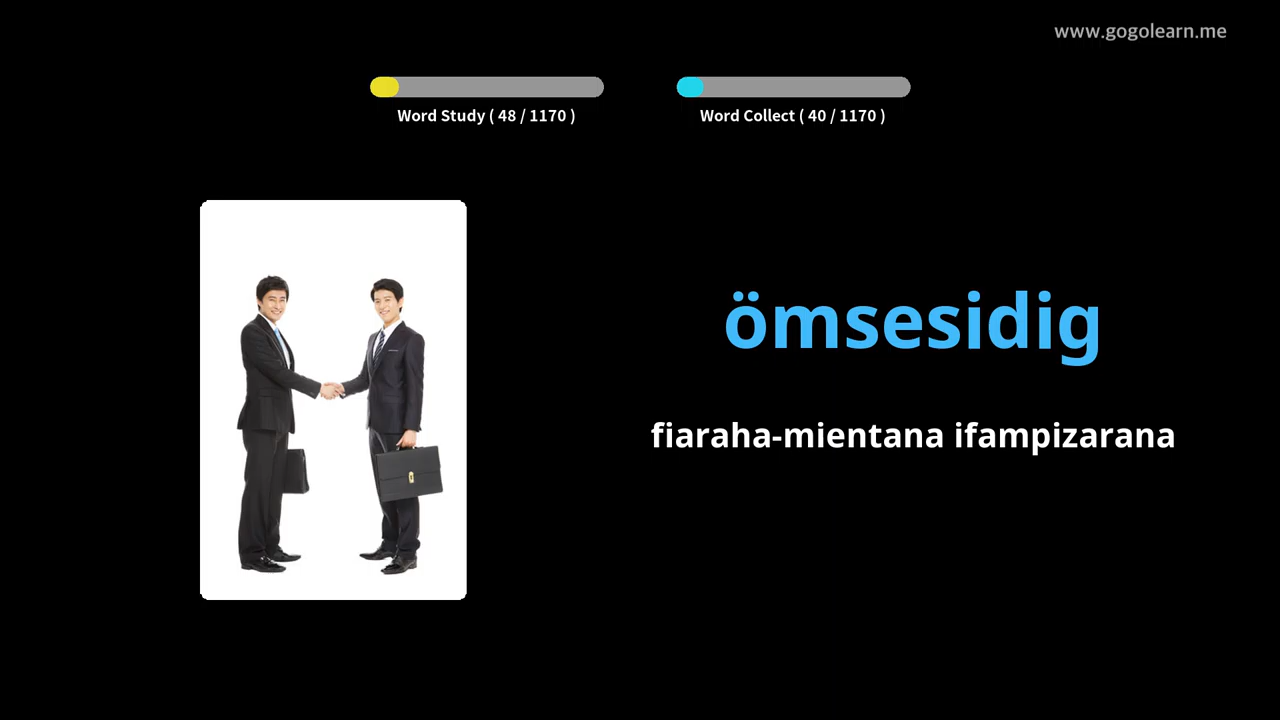 www.gogolearn.me
Word Study ( 48 / 1170 )
Word Collect ( 40 / 1170 )
ömsesidig
fiaraha-mientana ifampizarana